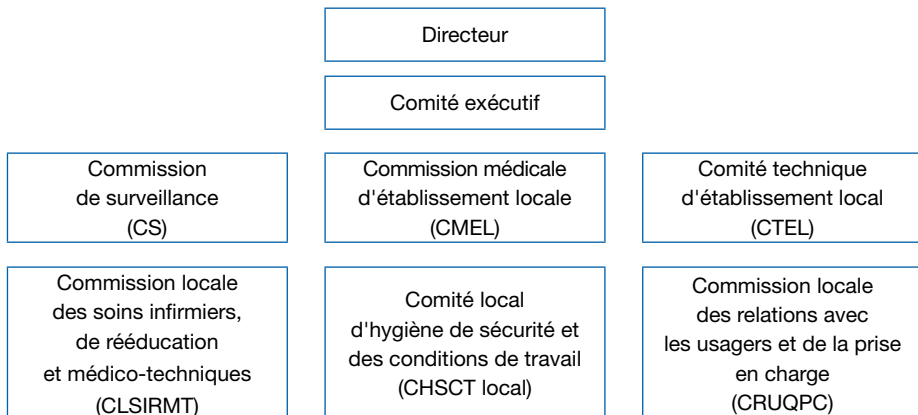 Directeur
Comité exécutif
Commission
de surveillance
(CS)
Commission médicale
d'établissement locale
(CMEL)
Comité technique
d'établissement local
(CTEL)
Commission locale
des soins infirmiers,
de rééducation
et médico-techniques
(CLSIRMT)
Comité local
d'hygiène de sécurité et
des conditions de travail
(CHSCT local)
Commission locale
des relations avec
les usagers et de la prise
en charge
(CRUQPC)